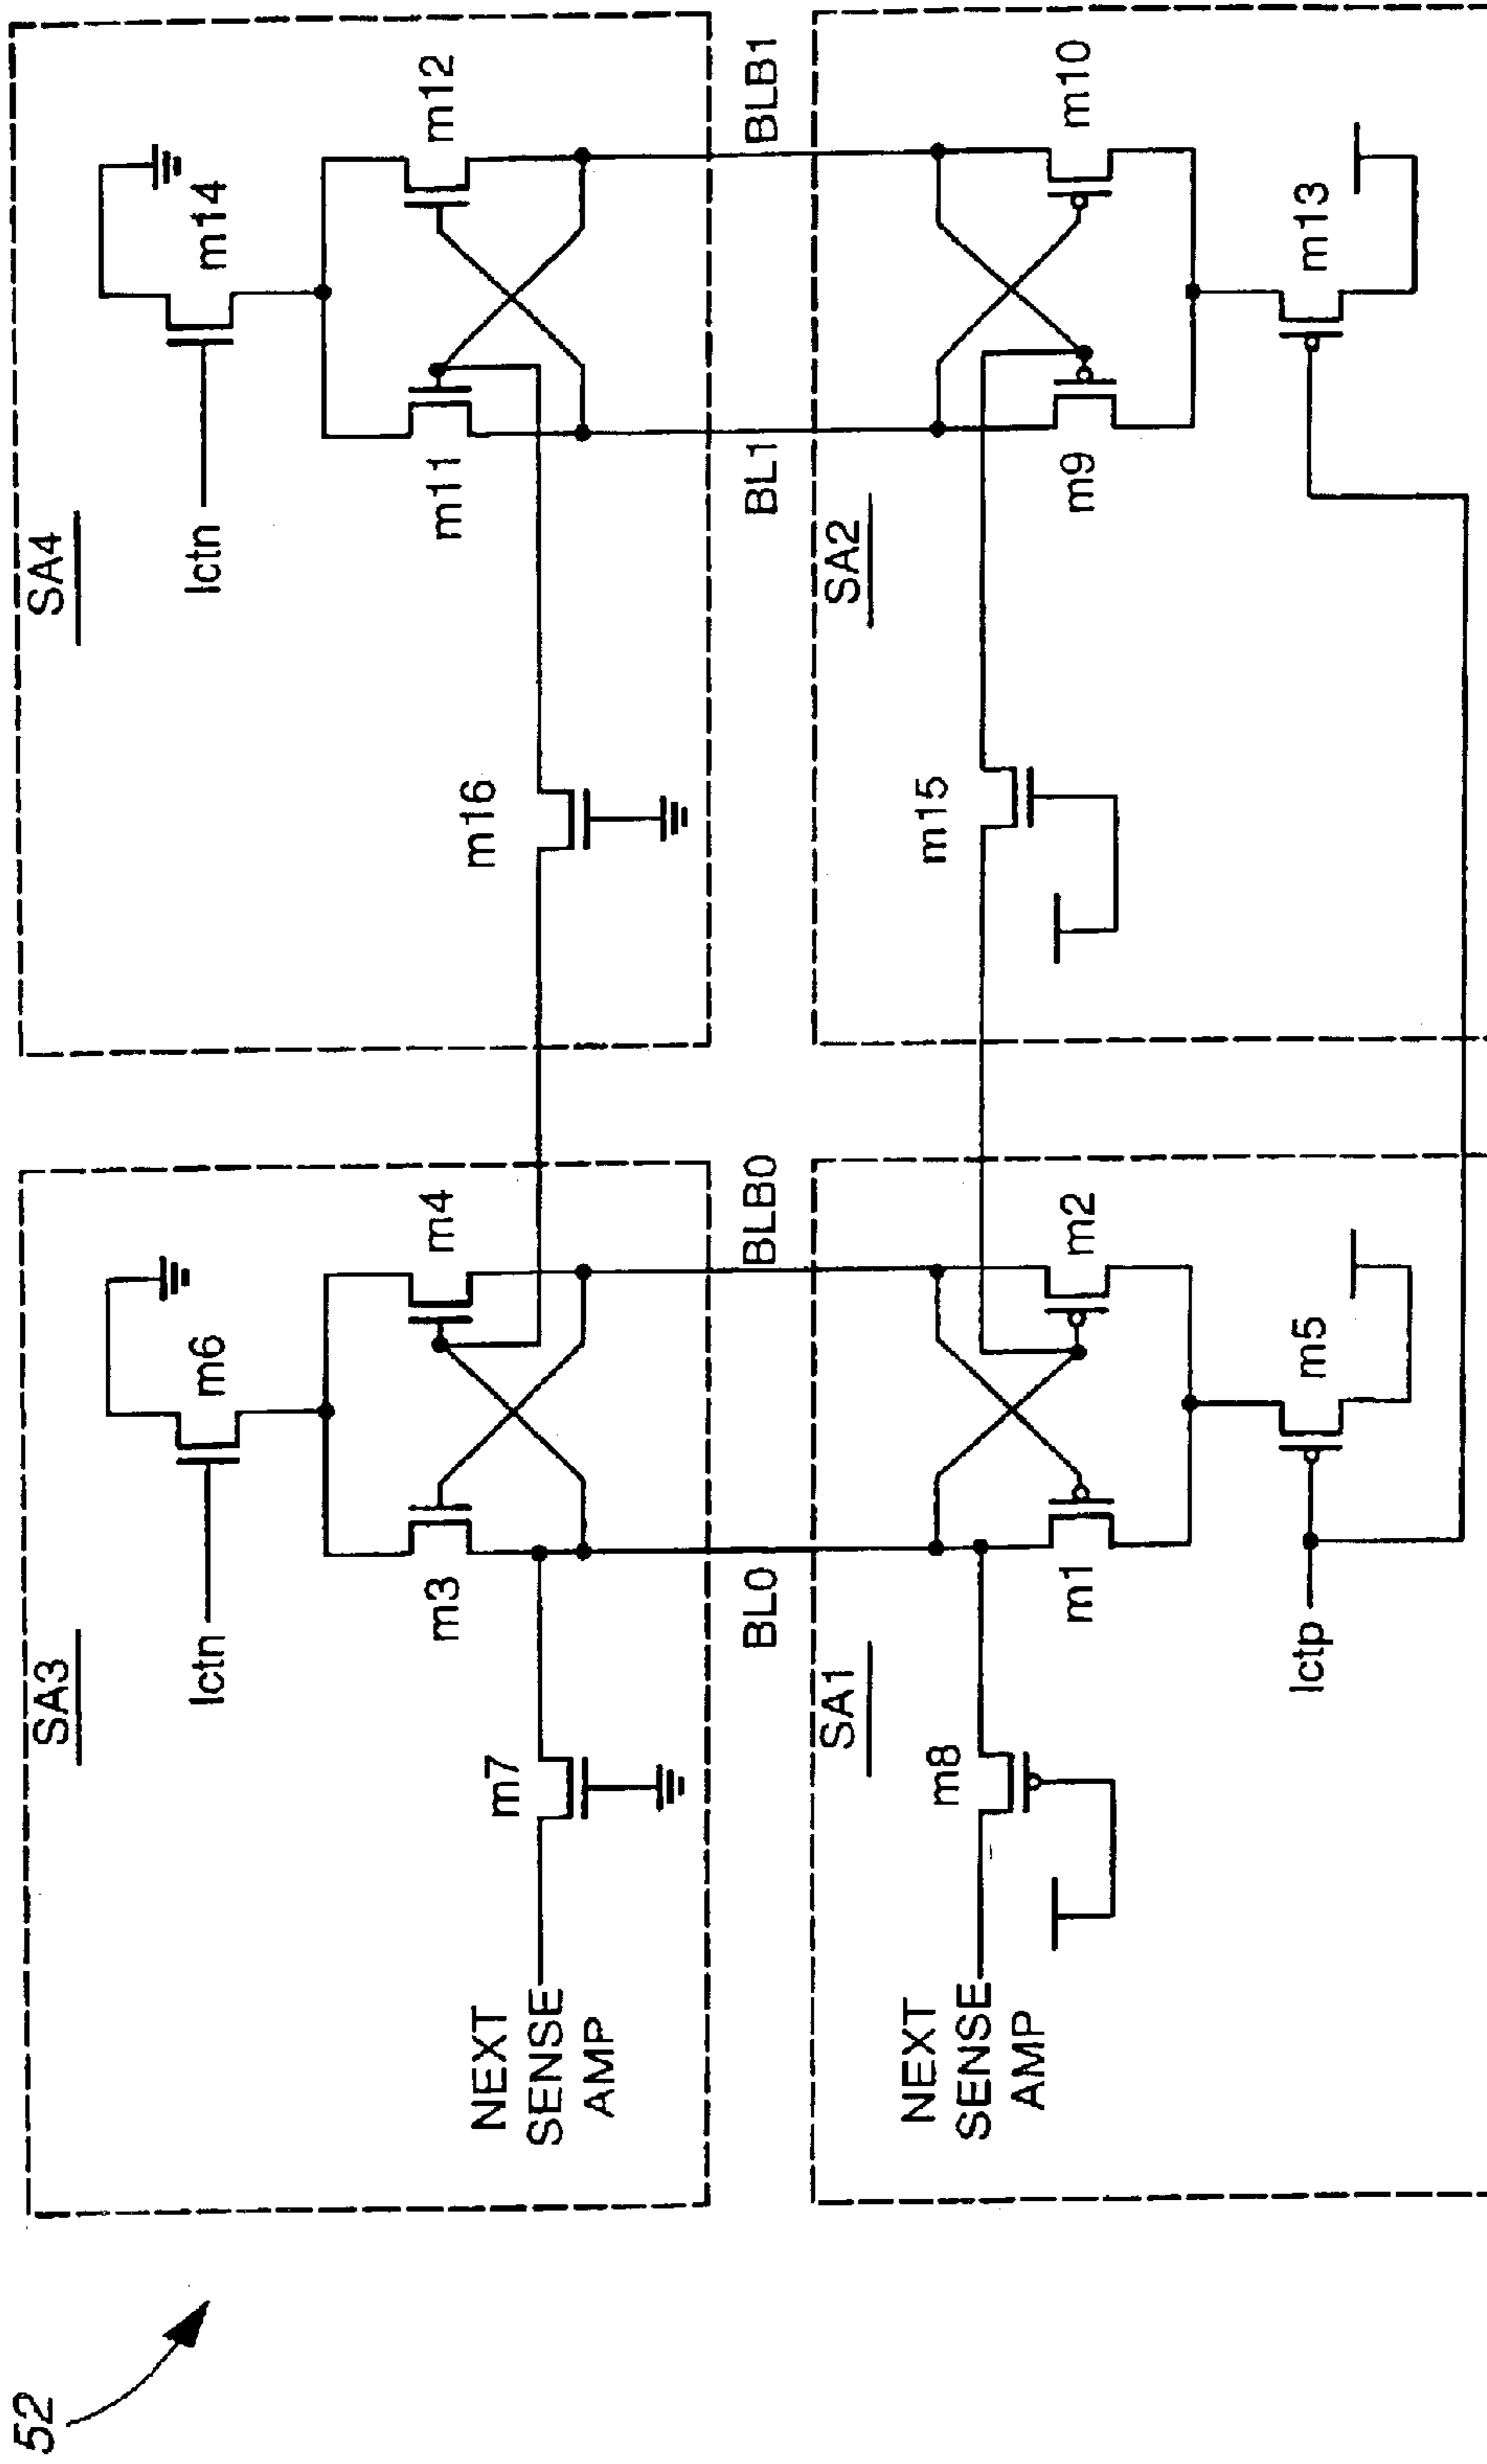 52
SA3
SA4
lctn
m6
lctn
m14
m3
m4
m11
m12
m7
m16
NEXT
SENSE
AMP
BL0
BLB0
BL1
BLB1
SA1
SA2
NEXT
SENSE
AMP
m8
m15
m1
m2
m9
m10
lctp
m5
m13